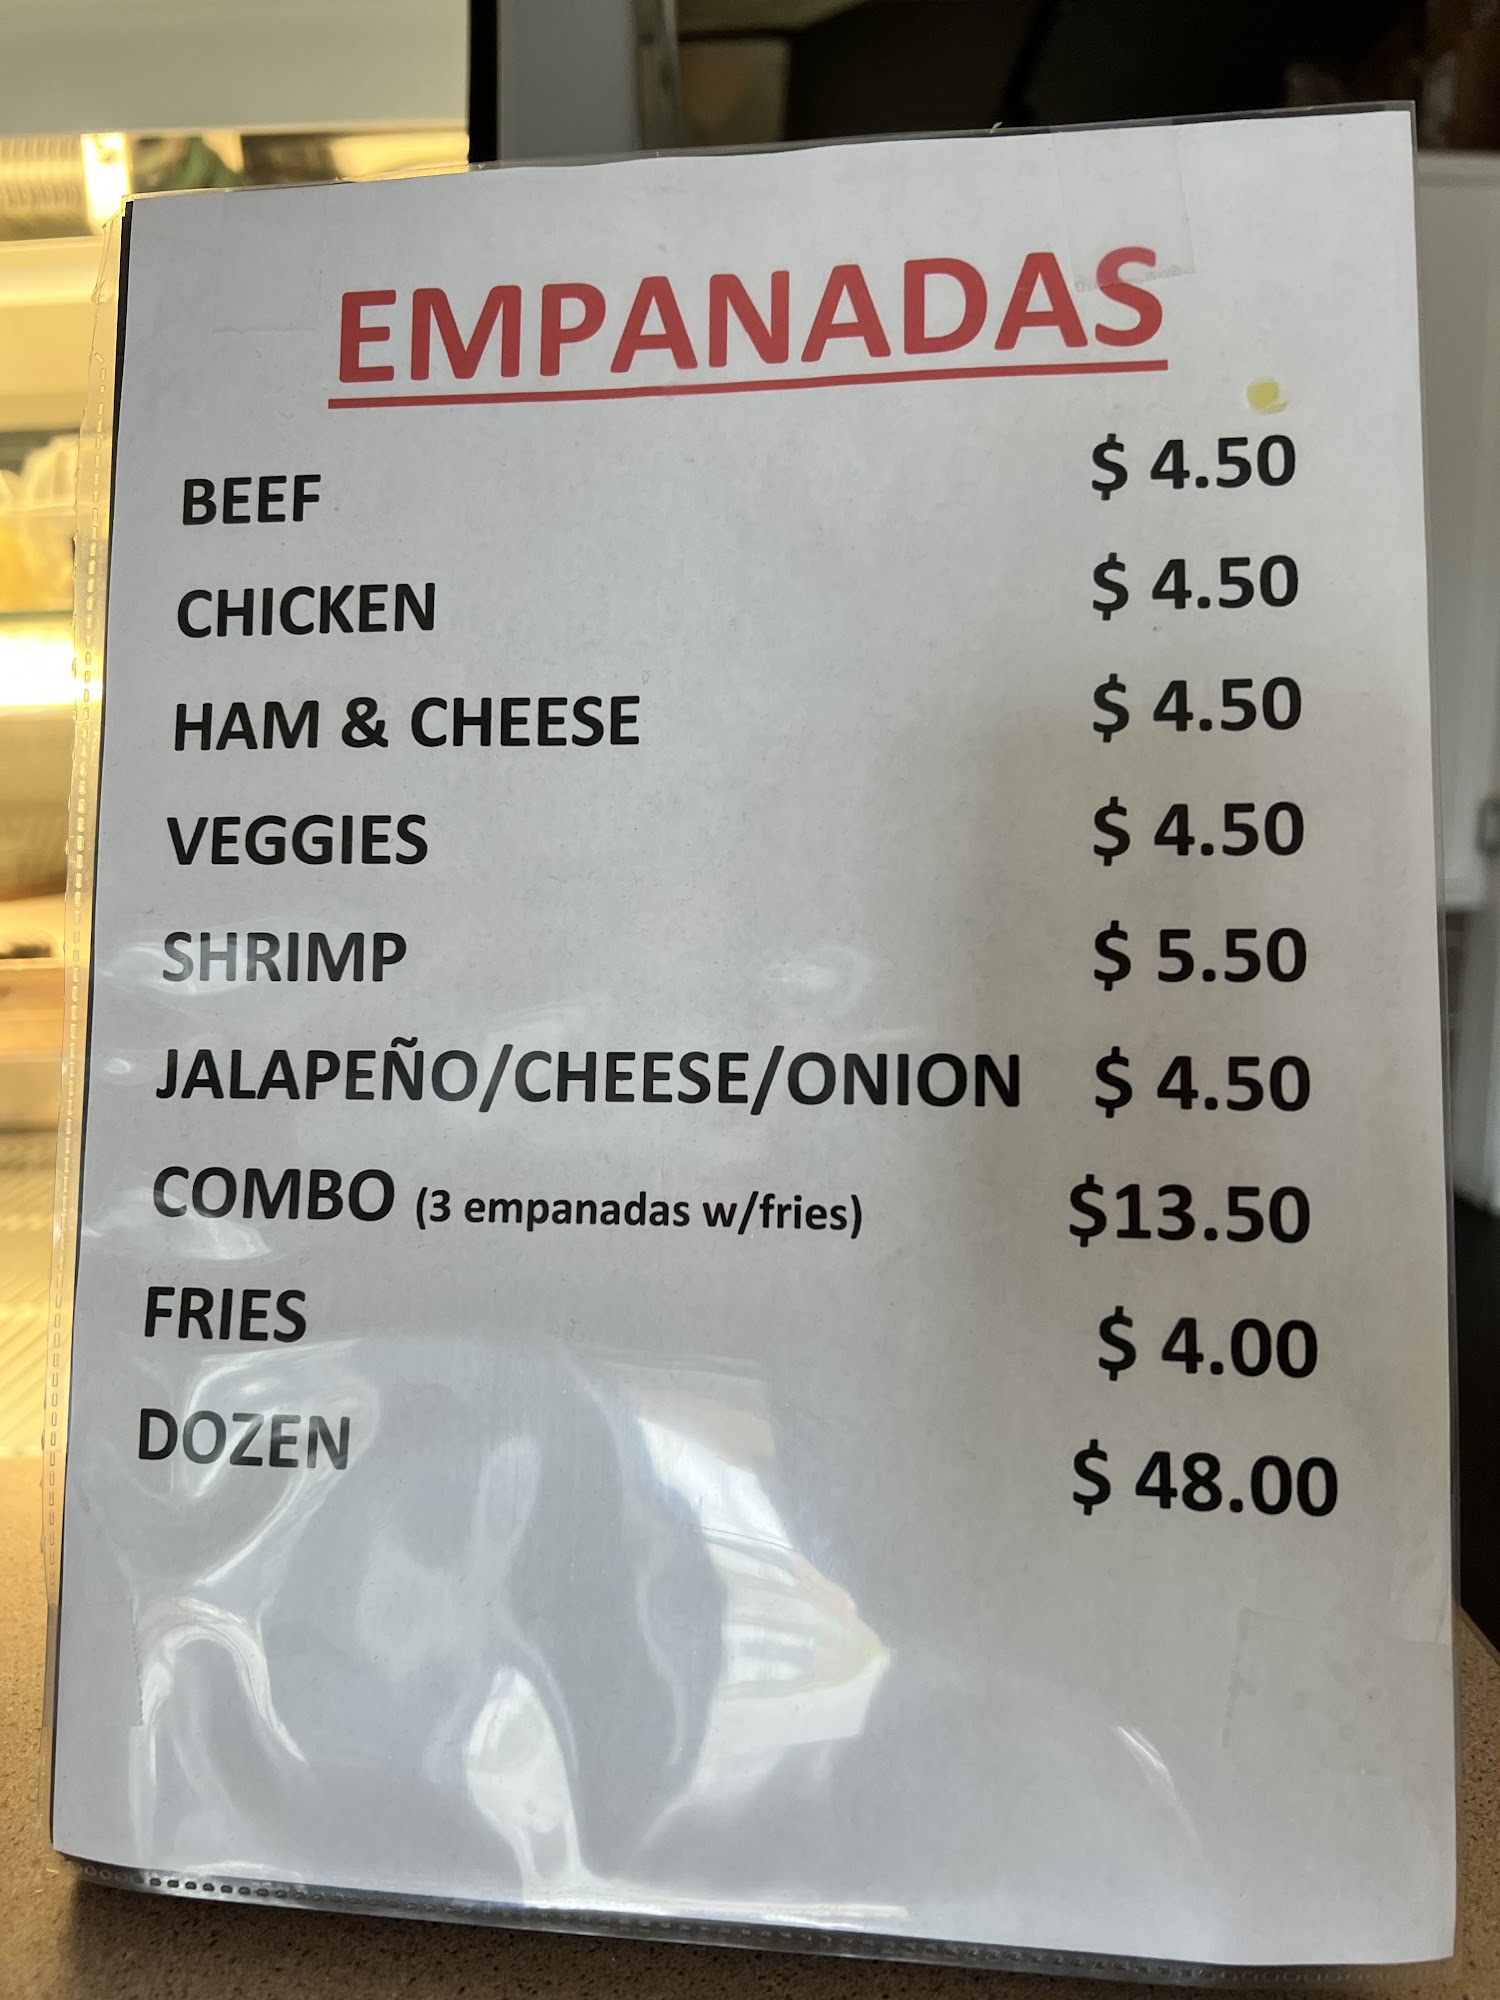 EMPANADAS
BEEF $ 4.50
CHICKEN $ 4.50
HAM & CHEESE $ 4.50
VEGGIES $ 4.50
SHRIMP $ 5.50
JALAPEÑO/CHEESE/ONION $ 4.50
COMBO (3 empanadas w/fries) $13.50
FRIES $ 4.00
DOZEN $ 48.00